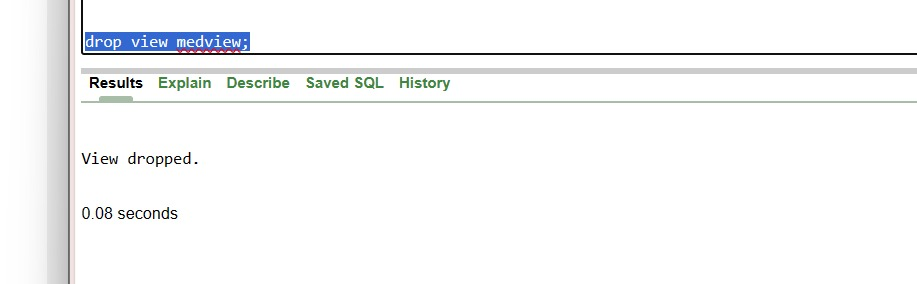 drop view medview;
Results Explain Describe Saved SQL History
View dropped.
0.08 seconds